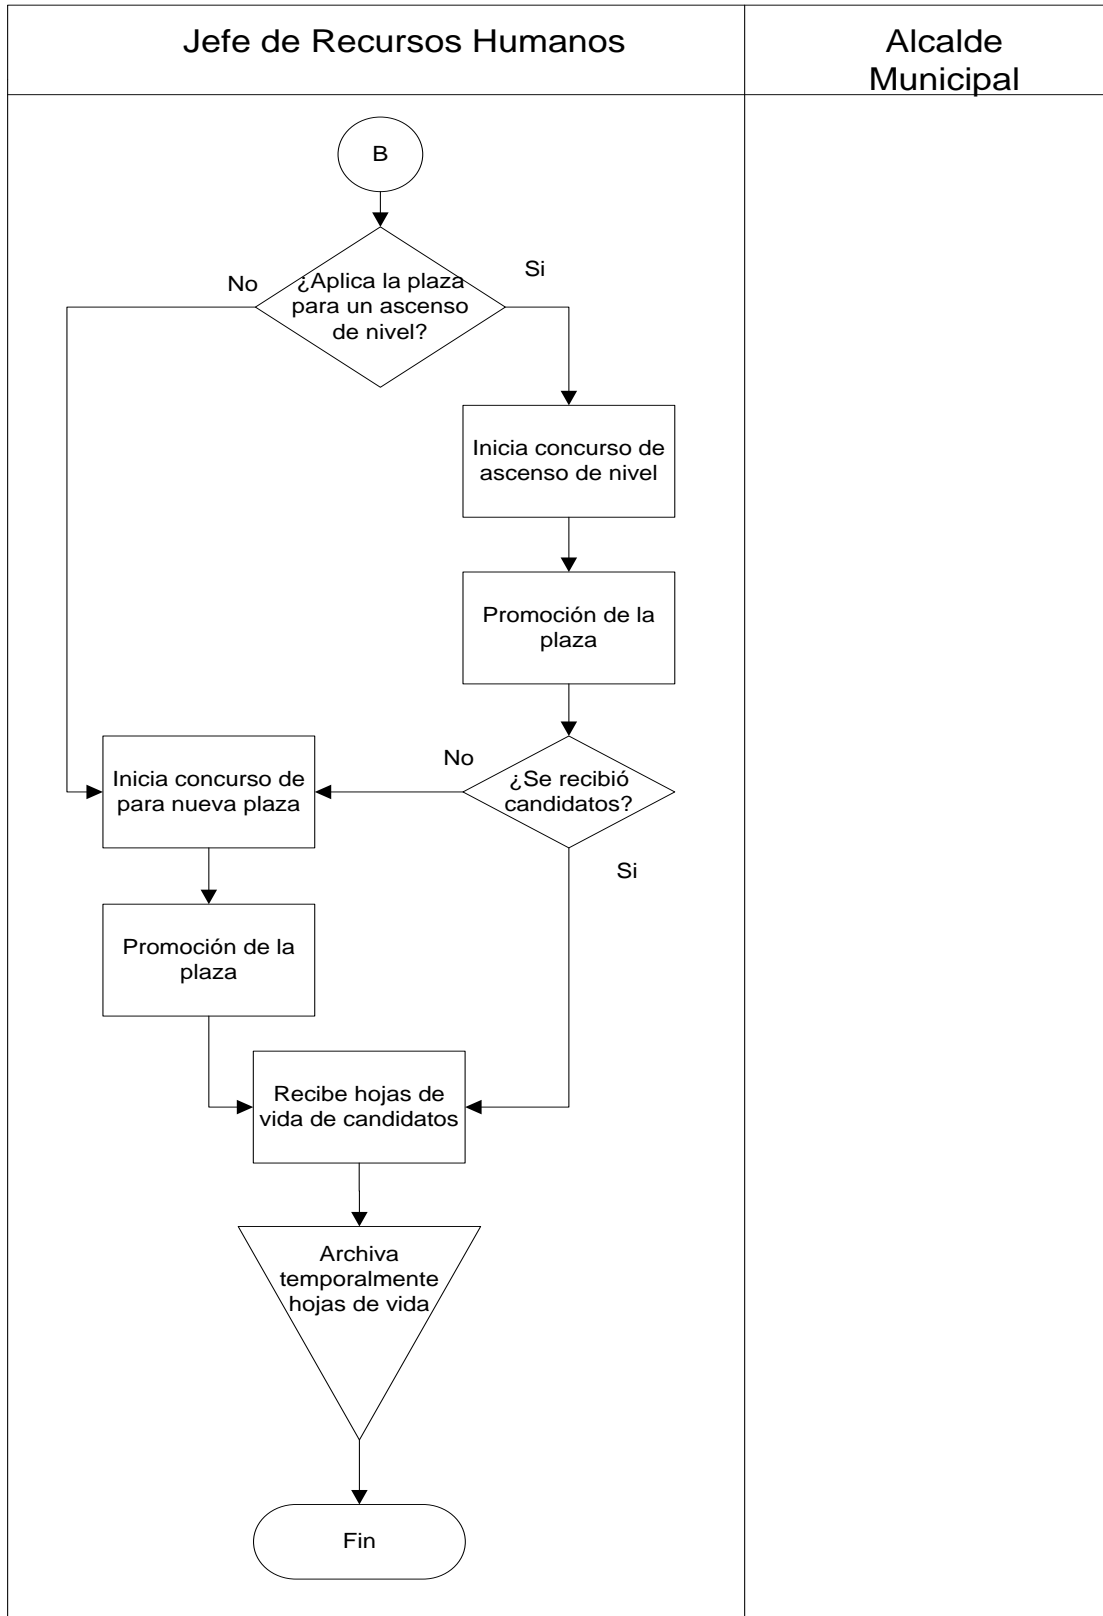 Jefe de Recursos Humanos
Alcalde
Municipal
B
No
Si
¿Aplica la plaza
para un ascenso
de nivel?
Inicia concurso de
ascenso de nivel
Promoción de la
plaza
No
¿Se recibió
candidatos?
Si
Inicia concurso de
para nueva plaza
Promoción de la
plaza
Recibe hojas de
vida de candidatos
Archiva
temporalmente
hojas de vida
Fin